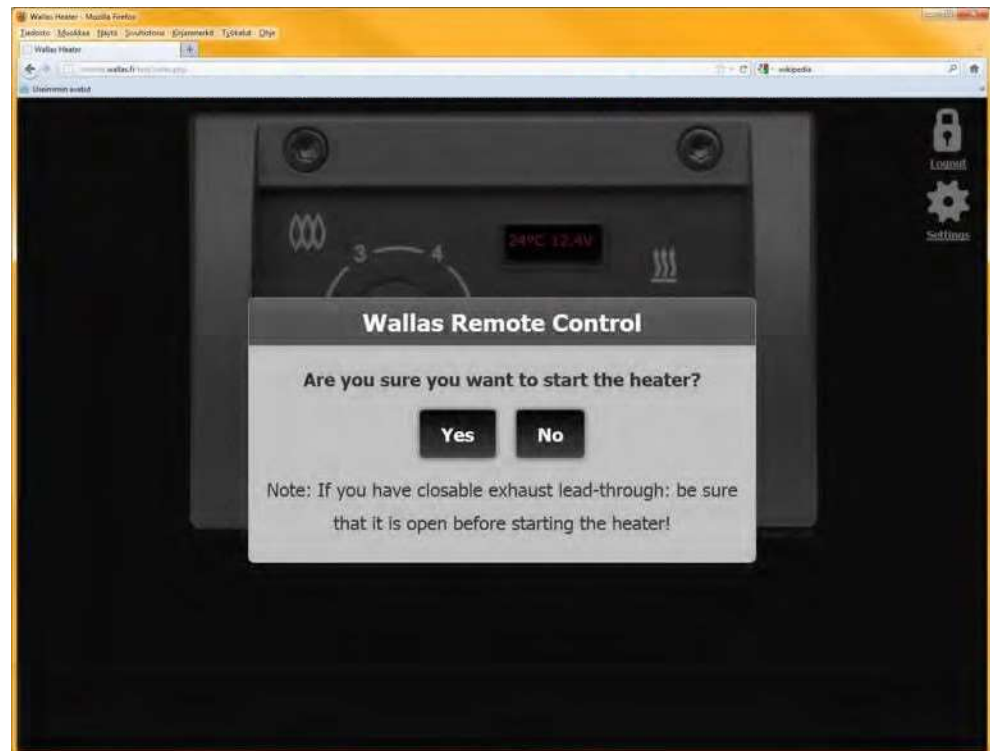 Wallas Heater - Mozilla Firefox
Tiedosto Muokkaa Näytä Sivuhistoria Kirjanmerkit Työkalut Ohje
Wallas Heater
wallas.fi
wikipedia
Useimmin avatut
Logout
Settings
24°C 12.4V
3 4
Wallas Remote Control
Are you sure you want to start the heater?
Yes No
Note: If you have closable exhaust lead-through: be sure
that it is open before starting the heater!